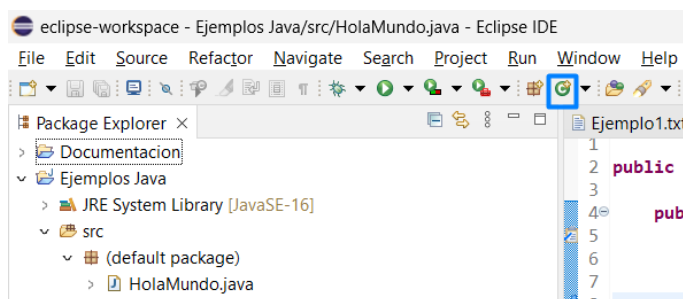 eclipse-workspace - Ejemplos Java/src/HolaMundo.java - Eclipse IDE
File Edit Source Refactor Navigate Search Project Run Window Help
Package Explorer
Ejemplo1.txt
Documentacion
Ejemplos Java
JRE System Library [JavaSE-16]
src
(default package)
HolaMundo.java
1
2 public
3
4 pub
5
6
7